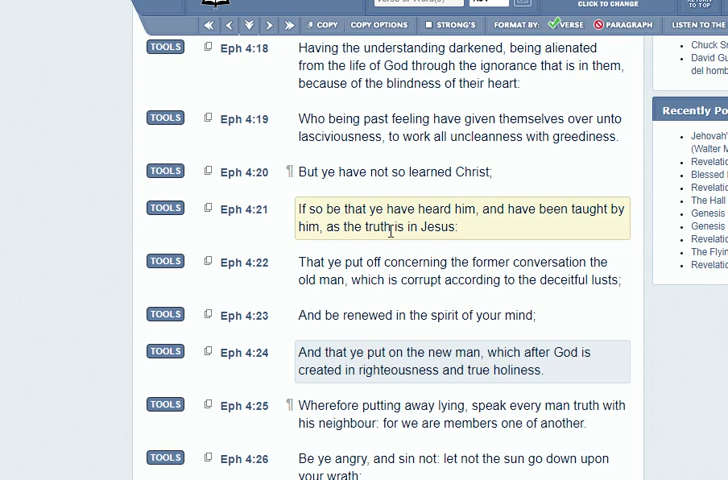 CLICK TO CHANGE
RETURN
TO TOP
COPY COPY OPTIONS STRONG'S FORMAT BY: VERSE PARAGRAPH LISTEN TO THE
TOOLS Eph 4:18 Having the understanding darkened, being alienated
from the life of God through the ignorance that is in them,
because of the blindness of their heart:
TOOLS Eph 4:19 Who being past feeling have given themselves over unto
lasciviousness, to work all uncleanness with greediness.
TOOLS Eph 4:20 ¶ But ye have not so learned Christ;
TOOLS Eph 4:21 If so be that ye have heard him, and have been taught by
him, as the truth is in Jesus:
TOOLS Eph 4:22 That ye put off concerning the former conversation the
old man, which is corrupt according to the deceitful lusts;
TOOLS Eph 4:23 And be renewed in the spirit of your mind;
TOOLS Eph 4:24 And that ye put on the new man, which after God is
created in righteousness and true holiness.
TOOLS Eph 4:25 ¶ Wherefore putting away lying, speak every man truth with
his neighbour: for we are members one of another.
TOOLS Eph 4:26 Be ye angry, and sin not: let not the sun go down upon
your wrath:
Chuck S
David Gu
del homb
Recently Po
Jehovah'
(Walter M
Revelatio
Blessed
Revelatio
The Hall
Genesis
Genesis
Revelatio
The Flyin
Revelatio